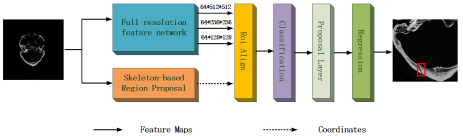 Full resolution
feature network
64*512*512
64*256*256
64*128*128
Skeleton-based
Region Proposal
Roi Align
Classification
Proposal Layer
Regression
Feature Maps
Coordinates